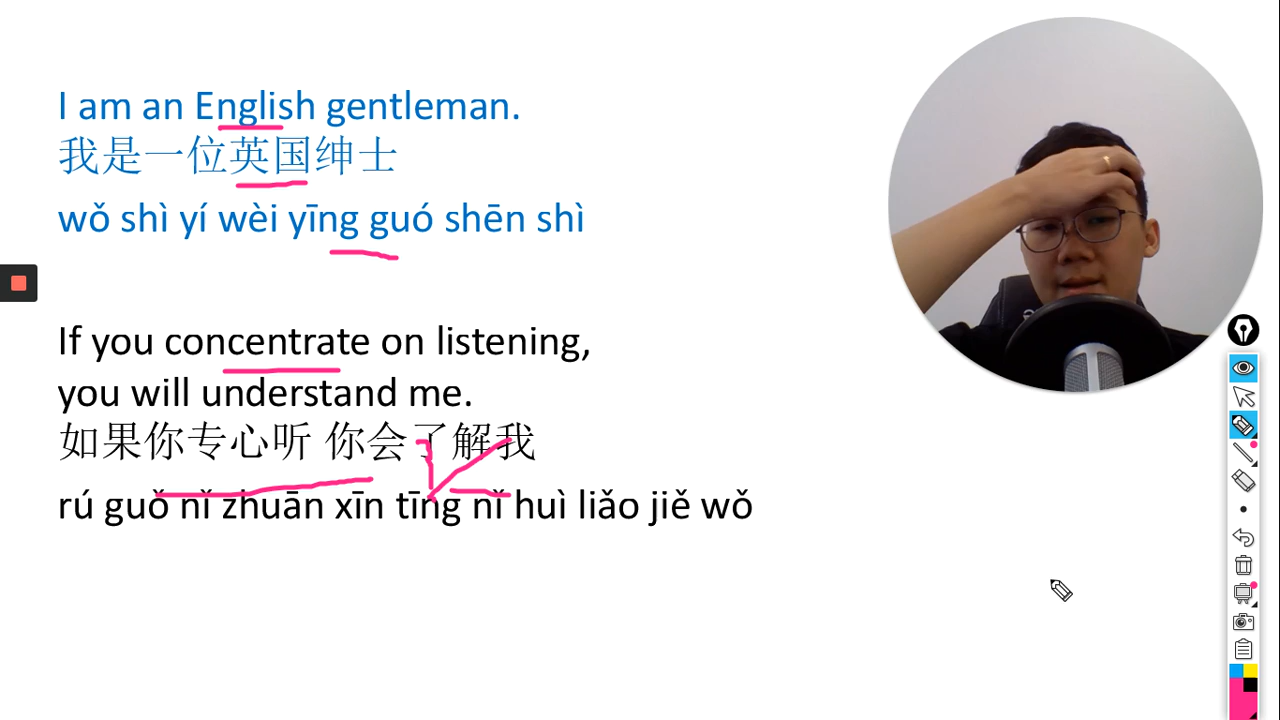 I am an English gentleman.
我是一位英国绅士
wǒ shì yí wèi yīng guó shēn shì
If you concentrate on listening,
you will understand me.
如果你专心听 你会了解我
rú guǒ nǐ zhuān xīn tīng nǐ huì liǎo jiě wǒ